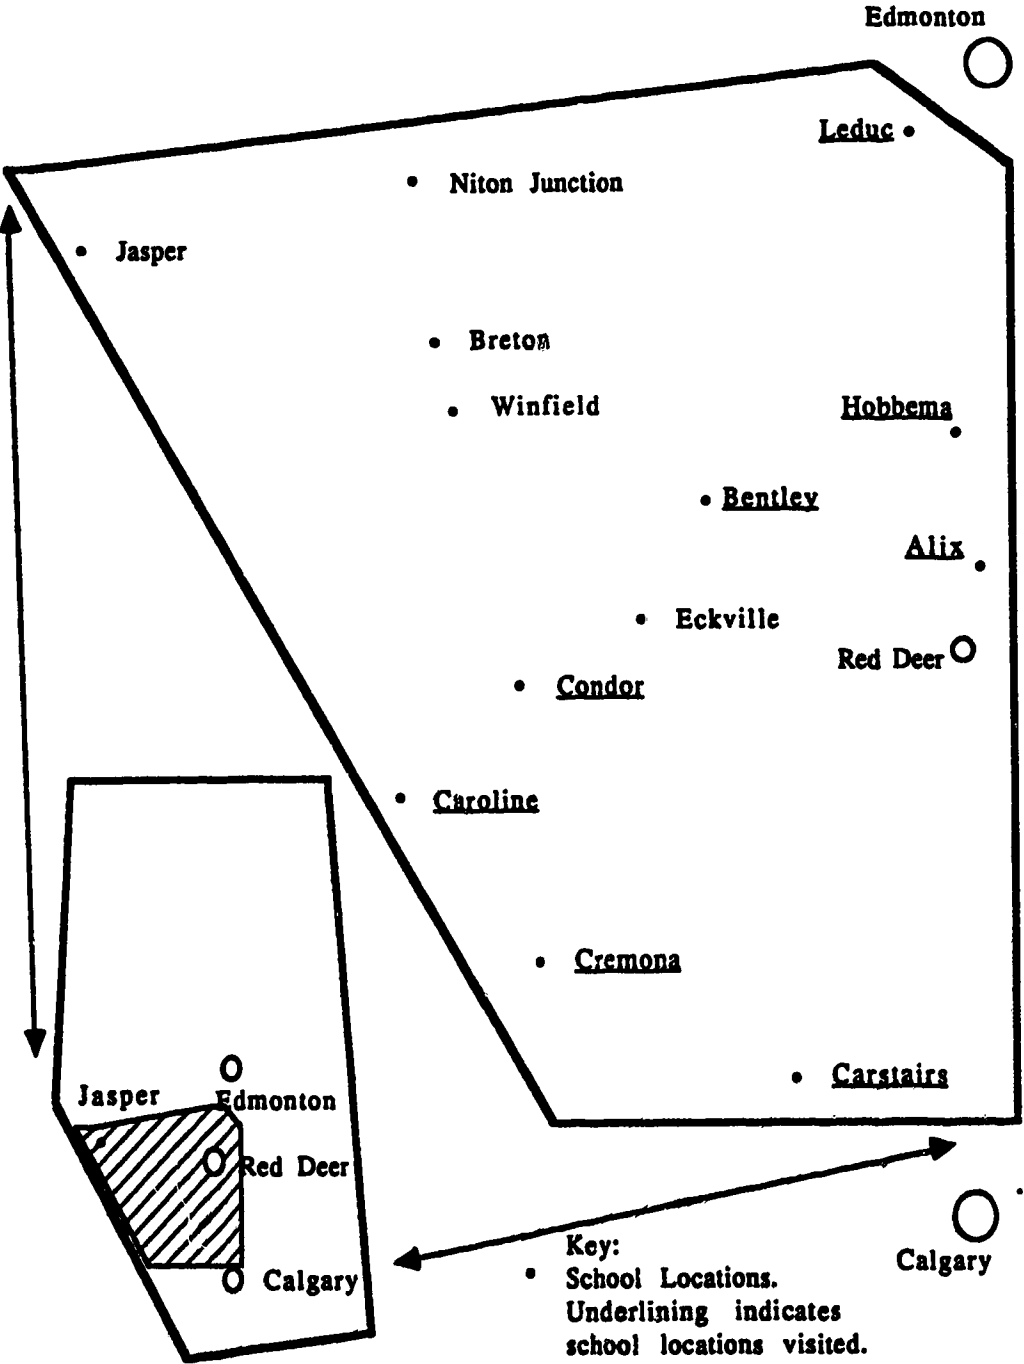 Edmonton
Leduc
Niton Junction
Jasper
Breton
Winfield
Hobbema
Bentley
Alix
Eckville
Red Deer
Condor
Caroline
Cremona
Carstairs
Jasper
Edmonton
Red Deer
Calgary
Calgary
Key:
School Locations.
Underlining indicates
school locations visited.